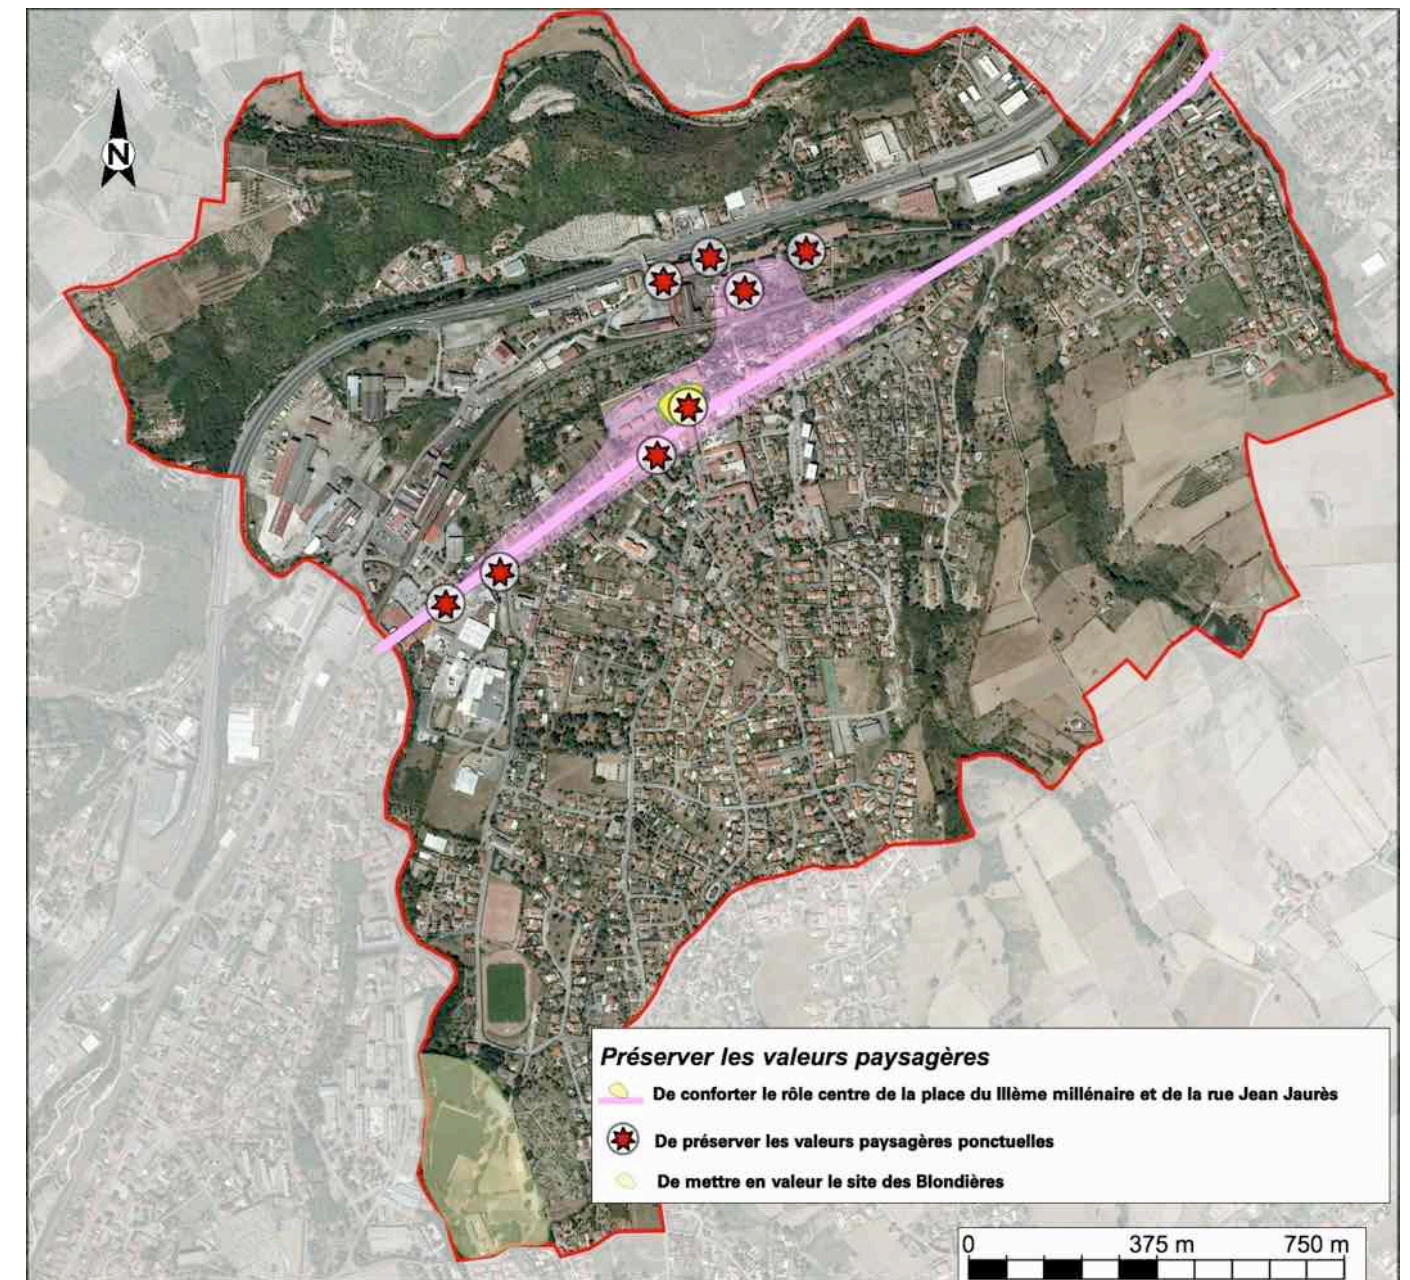 N
Préserver les valeurs paysagères
De conforter le rôle centre de la place du IIIème millénaire et de la rue Jean Jaurès
De préserver les valeurs paysagères ponctuelles
De mettre en valeur le site des Blondières
0 375 m 750 m